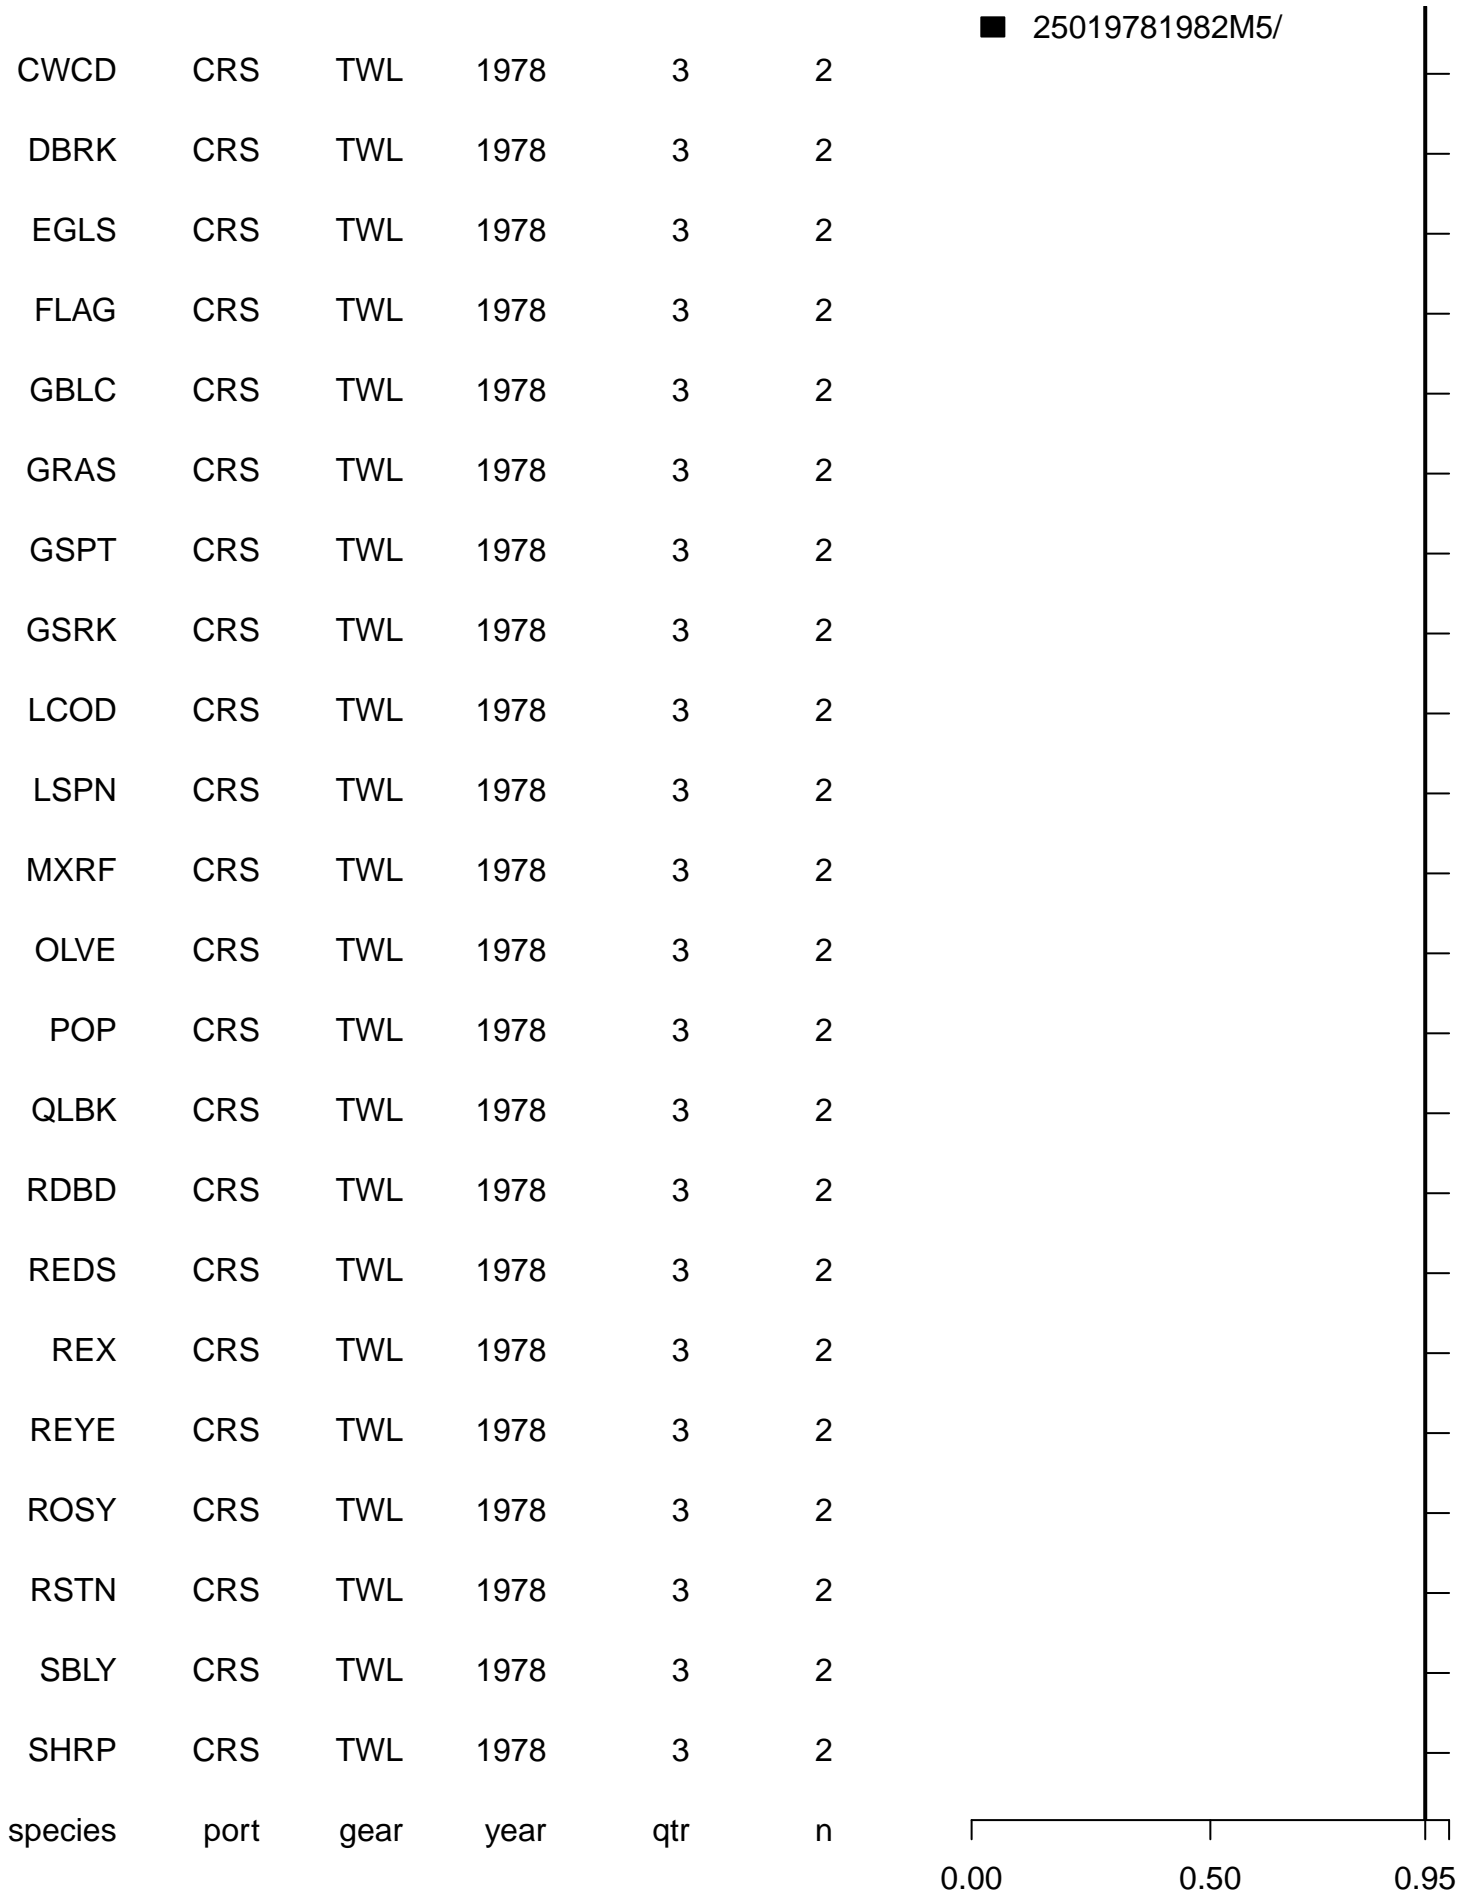 25019781982M5/
CWCD CRS TWL 1978 3 2
DBRK CRS TWL 1978 3 2
EGLS CRS TWL 1978 3 2
FLAG CRS TWL 1978 3 2
GBLC CRS TWL 1978 3 2
GRAS CRS TWL 1978 3 2
GSPT CRS TWL 1978 3 2
GSRK CRS TWL 1978 3 2
LCOD CRS TWL 1978 3 2
LSPN CRS TWL 1978 3 2
MXRF CRS TWL 1978 3 2
OLVE CRS TWL 1978 3 2
POP CRS TWL 1978 3 2
QLBK CRS TWL 1978 3 2
RDBD CRS TWL 1978 3 2
REDS CRS TWL 1978 3 2
REX CRS TWL 1978 3 2
REYE CRS TWL 1978 3 2
ROSY CRS TWL 1978 3 2
RSTN CRS TWL 1978 3 2
SBLY CRS TWL 1978 3 2
SHRP CRS TWL 1978 3 2
species port gear year qtr n
0.00 0.50 0.95